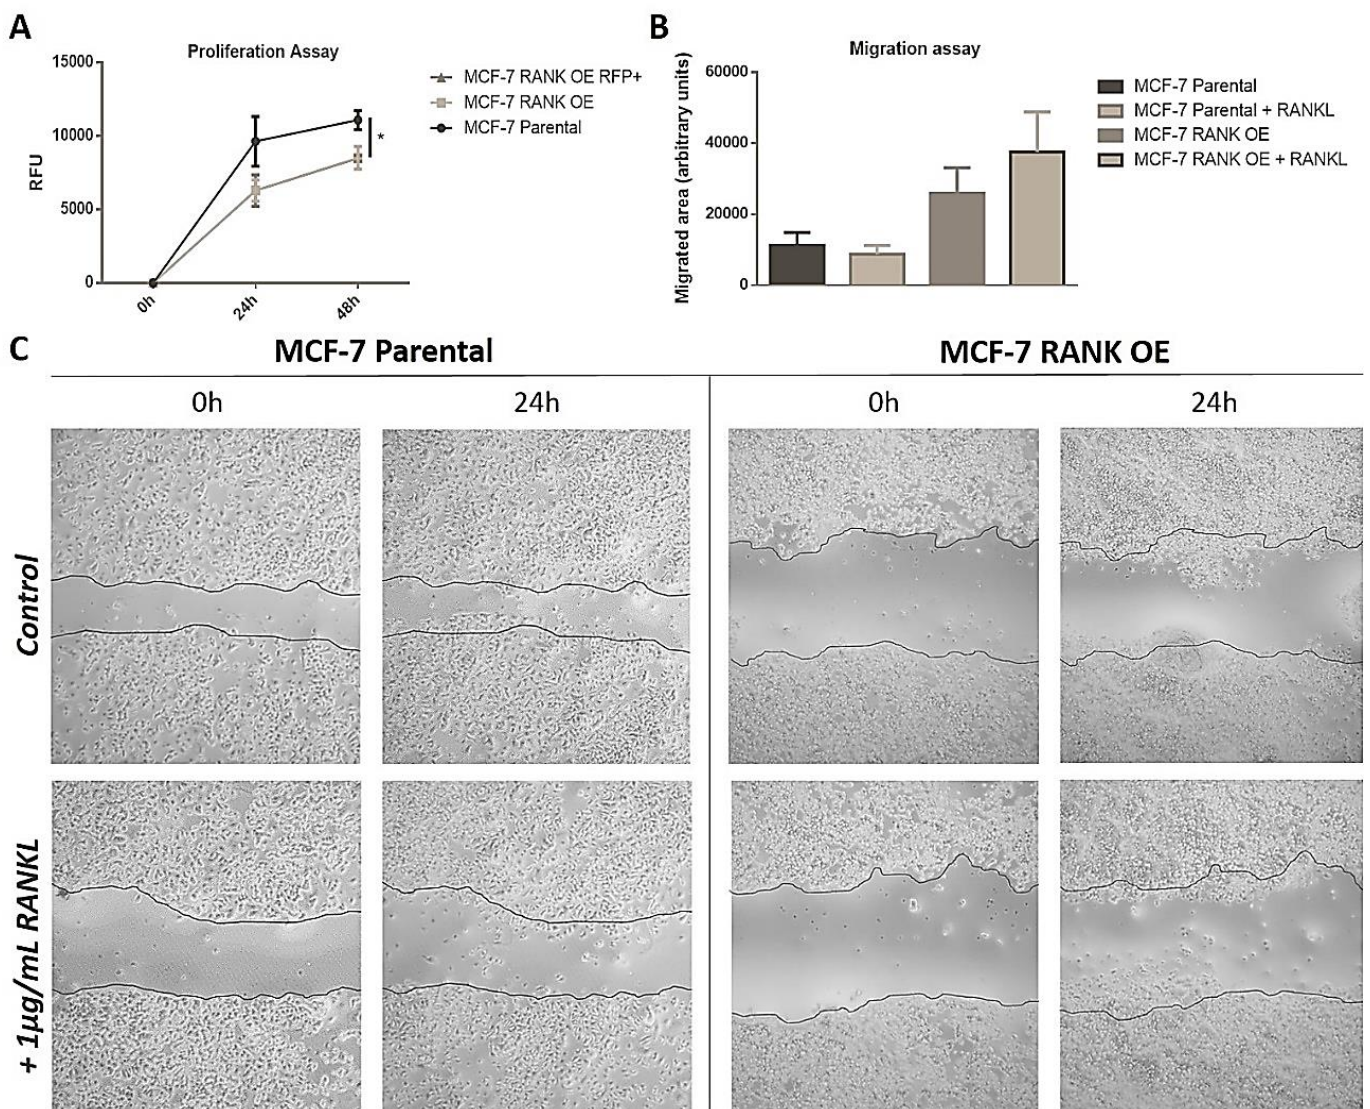 A
Proliferation Assay
15000
10000
5000
0
RFU
0h
24h
48h
*
MCF-7 RANK OE RFP+
MCF-7 RANK OE
MCF-7 Parental
B
Migration assay
Migrated area (arbitrary units)
60000
40000
20000
0
MCF-7 Parental
MCF-7 Parental + RANKL
MCF-7 RANK OE
MCF-7 RANK OE + RANKL
C
MCF-7 Parental
MCF-7 RANK OE
0h
24h
0h
24h
Control
+ 1µg/mL RANKL